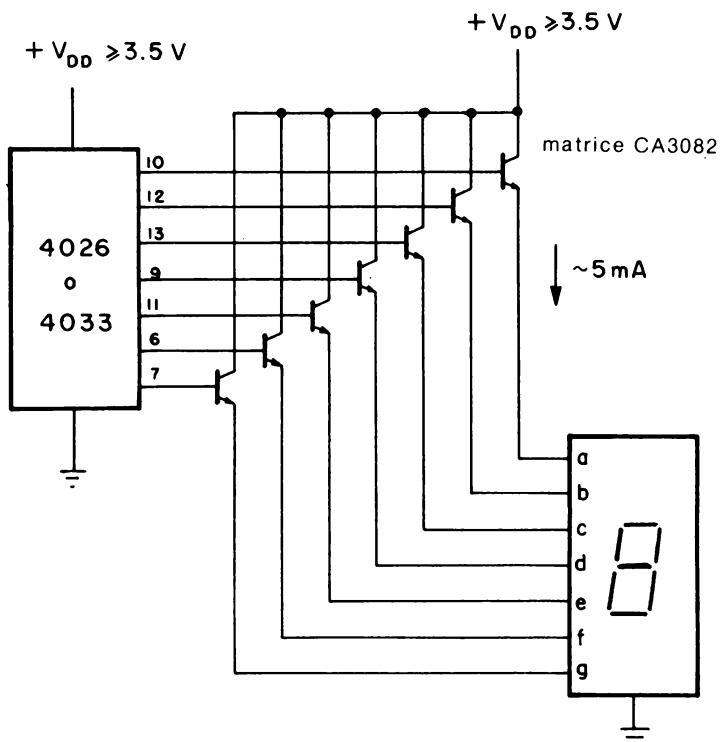 + V_DD ⩾3.5 V
+ V_DD ⩾3.5 V
matrice CA3082
4026
o
4033
10
12
13
9
11
6
7
~5 mA
a
b
c
d
e
f
g